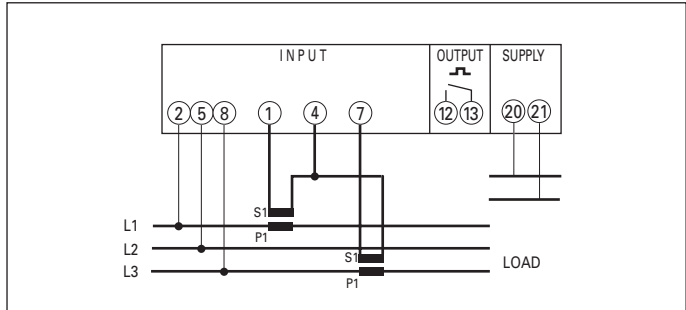 INPUT OUTPUT SUPPLY
2 5 8 1 4 7 12 13 20 21
S1
L1
P1
L2
S1
LOAD
L3
P1